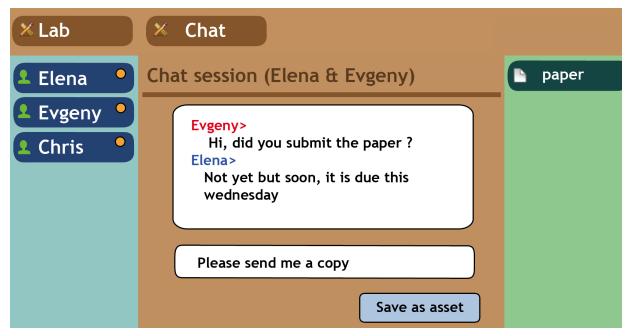 Lab
Chat
Elena
Evgeny
Chris
Chat session (Elena & Evgeny)
Evgeny>
Hi, did you submit the paper ?
Elena>
Not yet but soon, it is due this
wednesday
Please send me a copy
Save as asset
paper